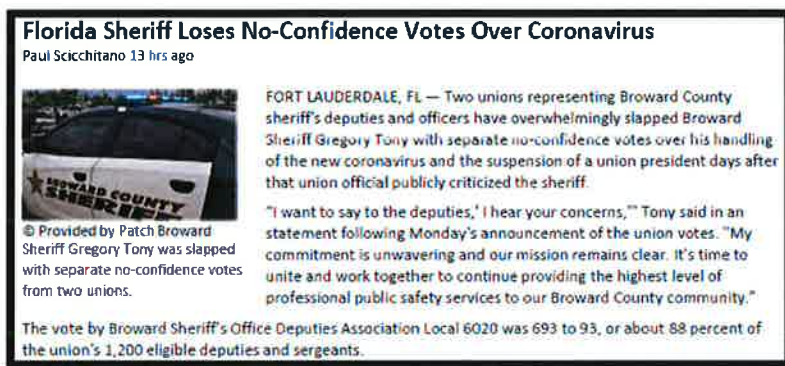 Florida Sheriff Loses No-Confidence Votes Over Coronavirus
Paul Scicchitano 13 hrs ago
FORT LAUDERDALE, FL — Two unions representing Broward County
sheriff's deputies and officers have overwhelmingly slapped Broward
Sheriff Gregory Tony with separate no-confidence votes over his handling
of the new coronavirus and the suspension of a union president days after
that union official publicly criticized the sheriff.
"I want to say to the deputies,' I hear your concerns,'" Tony said in an
statement following Monday's announcement of the union votes. "My
commitment is unwavering and our mission remains clear. It's time to
unite and work together to continue providing the highest level of
professional public safety services to our Broward County community."
BROWARD COUNTY
SHERIFF
© Provided by Patch Broward
Sheriff Gregory Tony was slapped
with separate no-confidence votes
from two unions.
The vote by Broward Sheriff's Office Deputies Association Local 6020 was 693 to 93, or about 88 percent of
the union's 1,200 eligible deputies and sergeants.